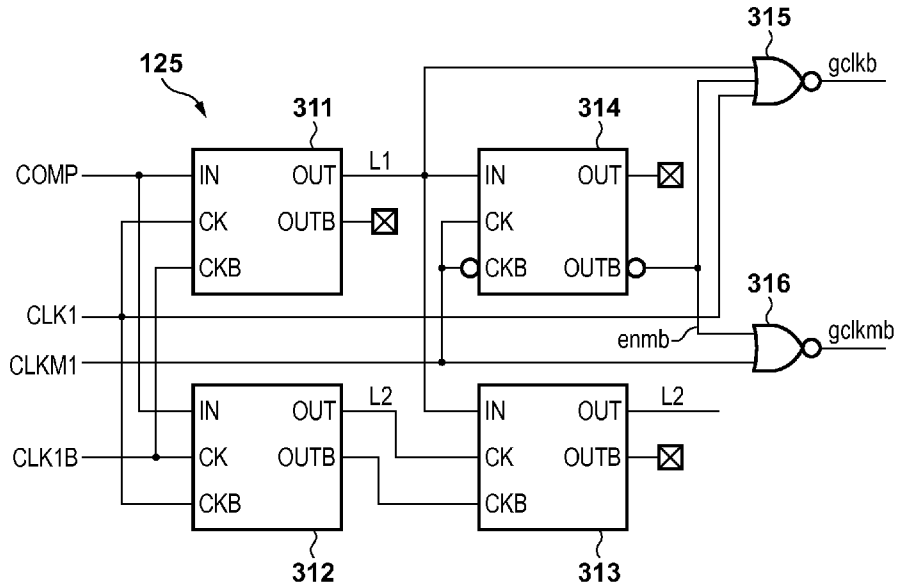 315
gclkb
125
311
314
COMP
IN
OUT
L1
IN
OUT
CK
OUTB
CK
CKB
CKB
OUTB
CLK1
316
enmb
gclkmb
CLKM1
IN
OUT
L2
IN
OUT
L2
CLK1B
CK
OUTB
CK
OUTB
CKB
CKB
312
313